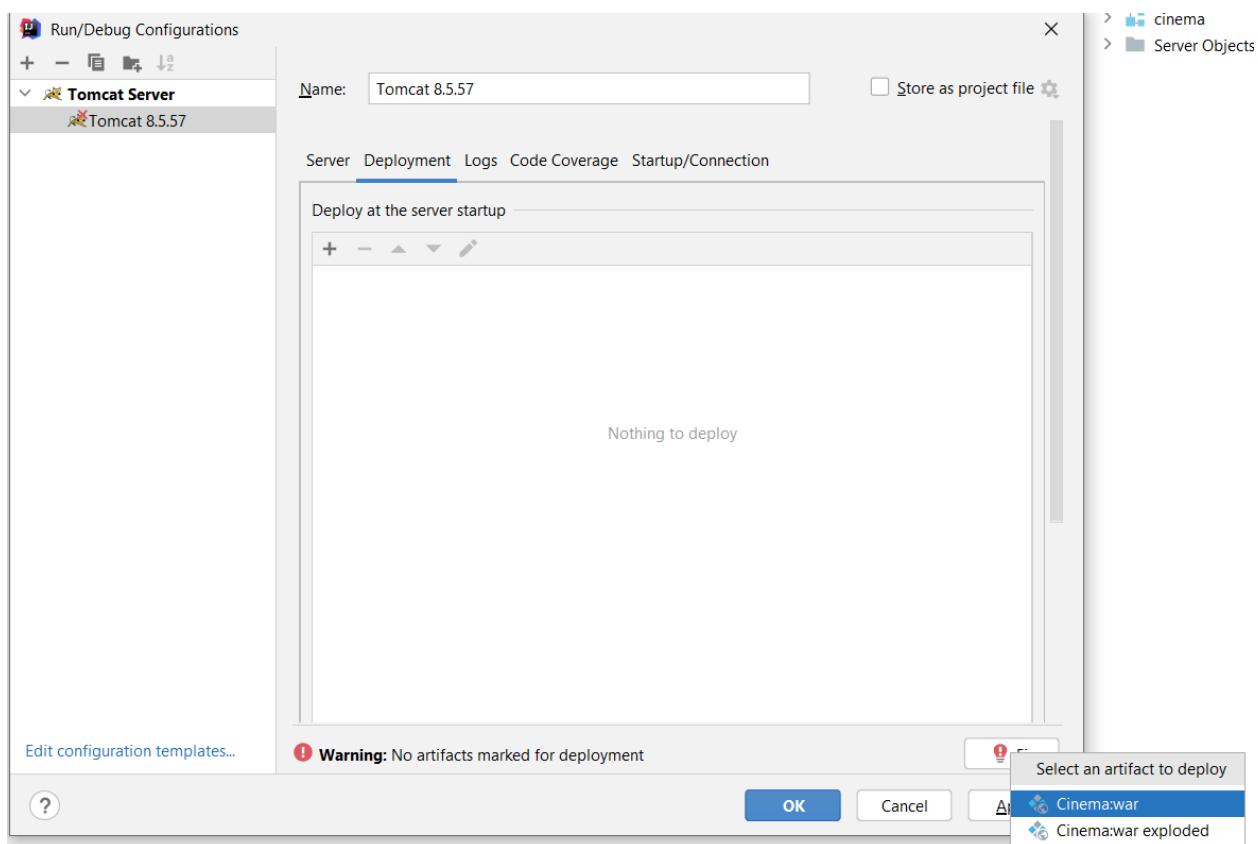 Run/Debug Configurations
cinema
Server Objects
Tomcat Server
Tomcat 8.5.57
Name: Tomcat 8.5.57 Store as project file
Server Deployment Logs Code Coverage Startup/Connection
Deploy at the server startup
Nothing to deploy
Edit configuration templates...
Warning: No artifacts marked for deployment
Select an artifact to deploy
Cinema:war
Cinema:war exploded
? OK Cancel